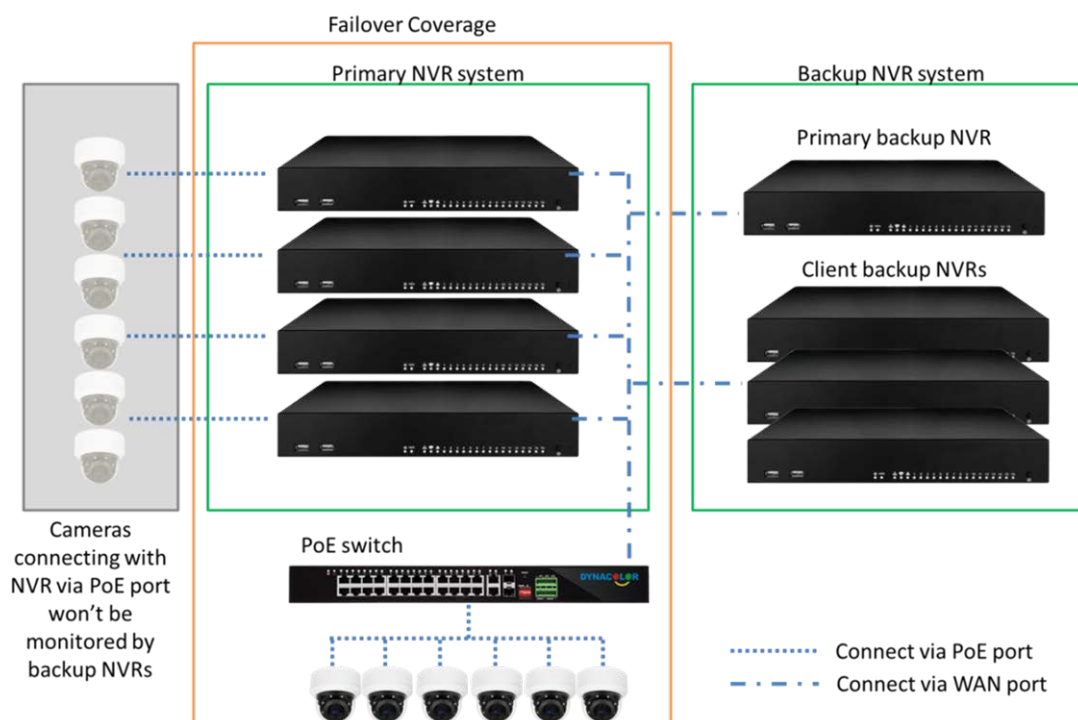 Failover Coverage
Primary NVR system
Backup NVR system
Primary backup NVR
Client backup NVRs
Cameras
connecting with
NVR via PoE port
won't be
monitored by
backup NVRs
PoE switch
DYNACOLOR
Connect via PoE port
Connect via WAN port